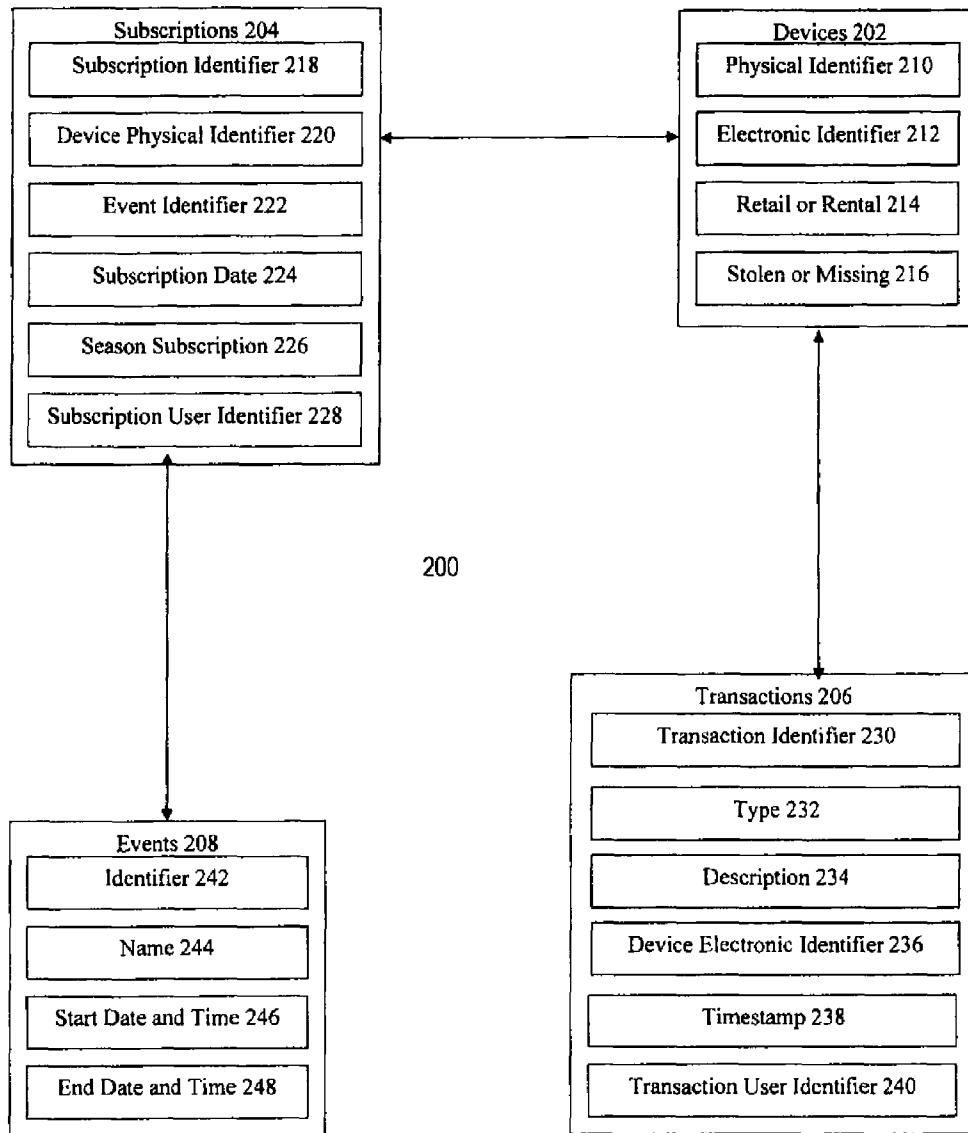 Subscriptions 204
Subscription Identifier 218
Device Physical Identifier 220
Event Identifier 222
Subscription Date 224
Season Subscription 226
Subscription User Identifier 228
Devices 202
Physical Identifier 210
Electronic Identifier 212
Retail or Rental 214
Stolen or Missing 216
200
Events 208
Identifier 242
Name 244
Start Date and Time 246
End Date and Time 248
Transactions 206
Transaction Identifier 230
Type 232
Description 234
Device Electronic Identifier 236
Timestamp 238
Transaction User Identifier 240